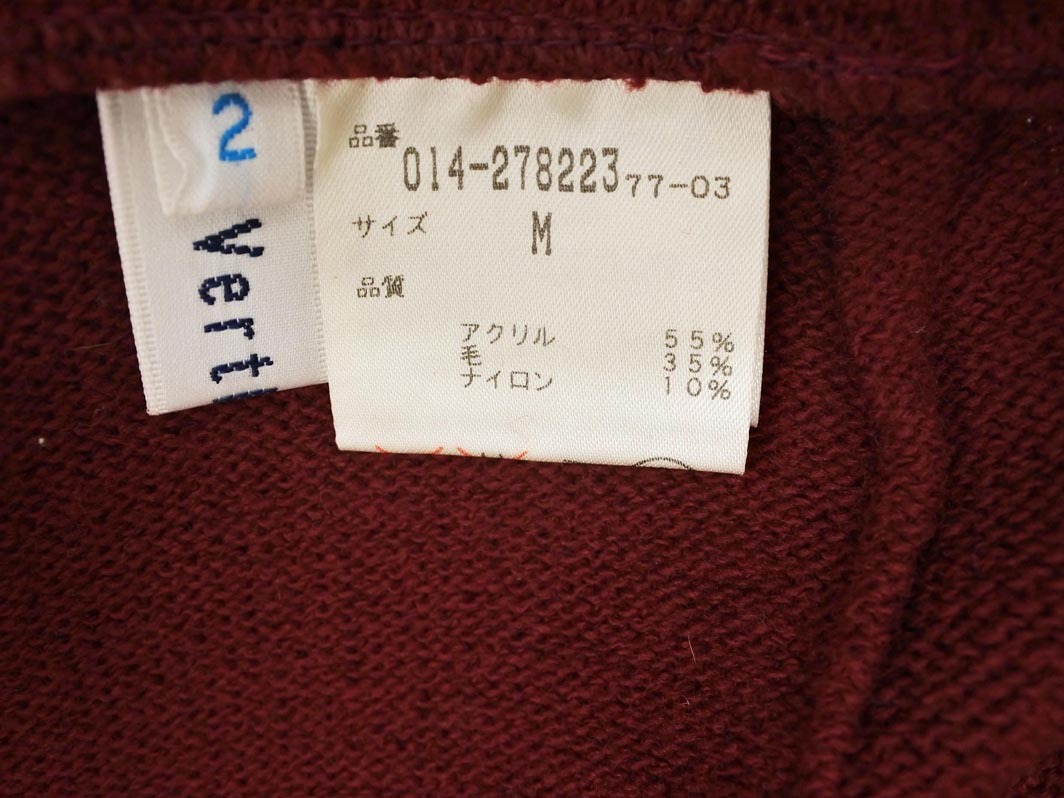 2
品番
014-278223 77-03
サイズ M
品質
アクリル 55%
毛 35%
ナイロン 10%